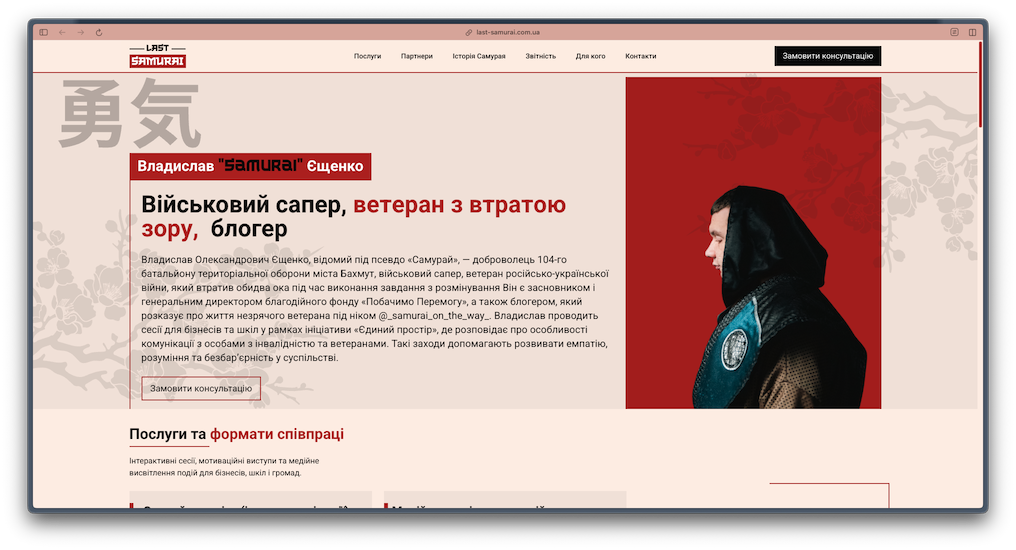 last-samurai.com.ua
LAST
SAMURAI
Послуги
Партнери
Історія Самурая
Звітність
Для кого
Контакти
Замовити консультацію
勇気
Владислав "SAMURAI" Єщенко
Військовий сапер, ветеран з втратою
зору, блогер
Владислав Олександрович Єщенко, відомий під псевдо «Самурай», — доброволець 104-го
батальйону територіальної оборони міста Бахмут, військовий сапер, ветеран російсько-української
війни, який втратив обидва ока під час виконання завдання з розмінування Він є засновником і
генеральним директором благодійного фонду «Побачимо Перемогу», а також блогером, який
розказує про життя незрячого ветерана під ніком @_samurai_on_the_way_. Владислав проводить
сесії для бізнесів та шкіл у рамках ініціативи «Єдиний простір», де розповідає про особливості
комунікації з особами з інвалідністю та ветеранами. Такі заходи допомагають розвивати емпатію,
розуміння та безбар'єрність у суспільстві.
Замовити консультацію
Послуги та формати співпраці
Інтерактивні сесії, мотиваційні виступи та медійне
висвітлення подій для бізнесів, шкіл і громад.